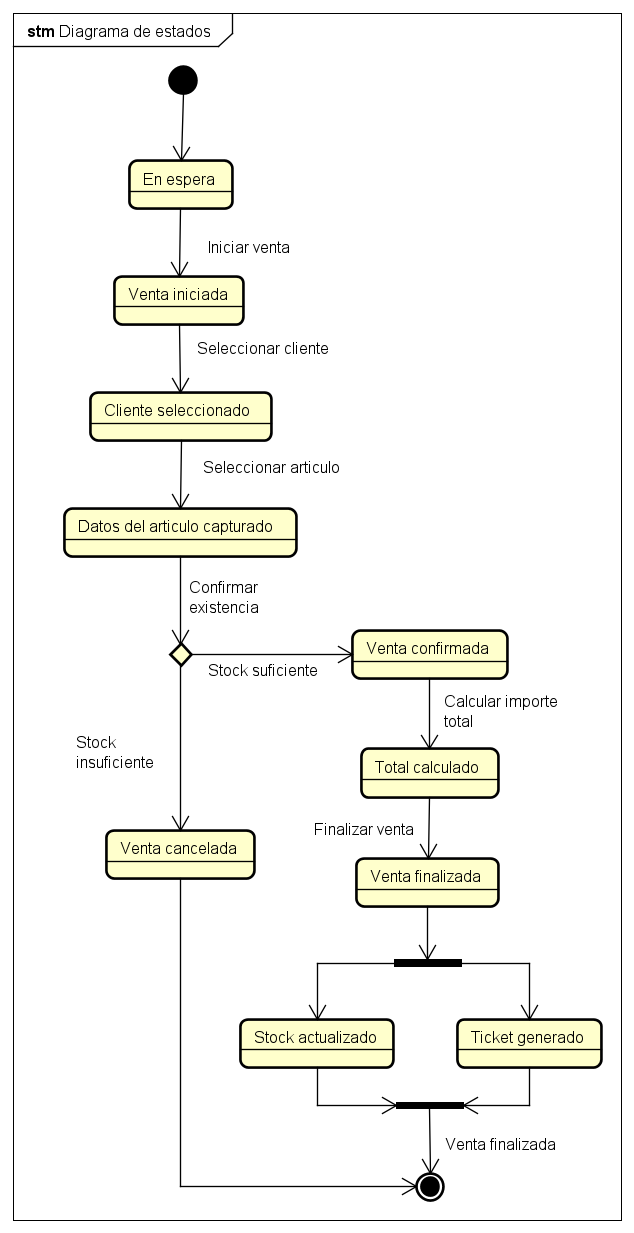 stm Diagrama de estados
En espera
Iniciar venta
Venta iniciada
Seleccionar cliente
Cliente seleccionado
Seleccionar articulo
Datos del articulo capturado
Confirmar
existencia
Venta confirmada
Stock suficiente
Calcular importe
total
Stock
insuficiente
Total calculado
Finalizar venta
Venta cancelada
Venta finalizada
Stock actualizado
Ticket generado
Venta finalizada